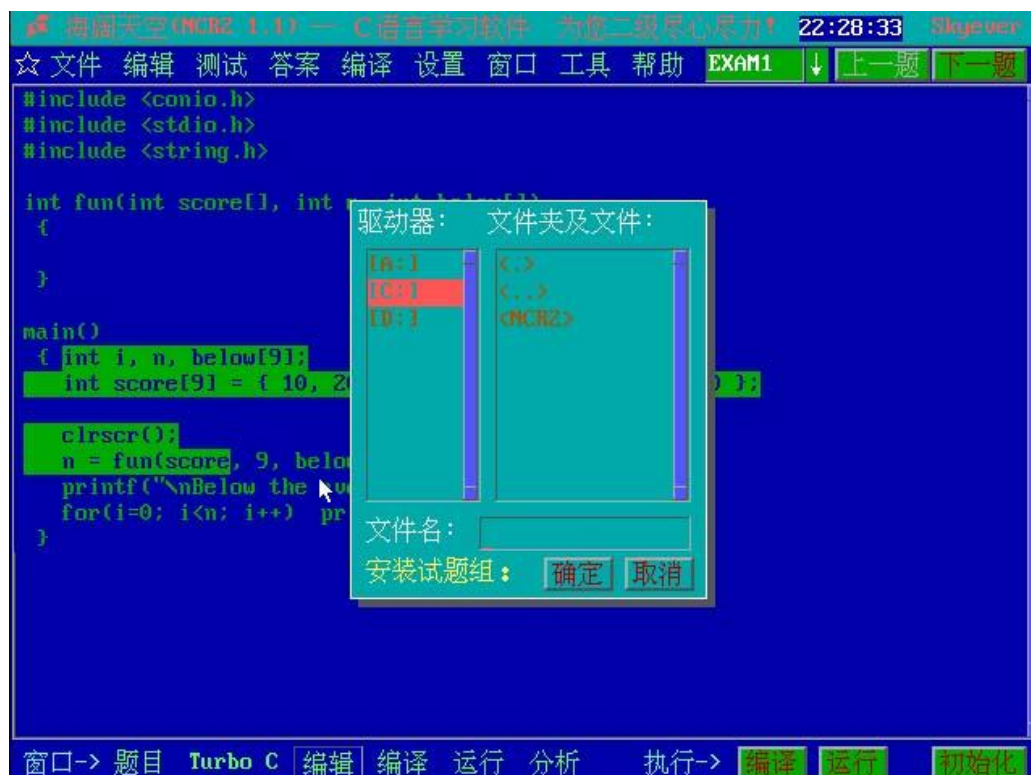 海阔天空(NCR2 1.1) — C语言学习软件 为您二级尽心尽力! 22:28:33 Skyever
☆ 文件 编辑 测试 答案 编译 设置 窗口 工具 帮助 EXAM1 ↓ 上一题 下一题
#include <conio.h>
#include <stdio.h>
#include <string.h>
int fun(int score[], int
{
}
main()
{ int i, n, below[9];
int score[9] = { 10, 20
};
clrscr();
n = fun(score, 9, belo
printf("\nBelow the
for(i=0; i<n; i++) pr
}
驱动器: 文件夹及文件:
[A:] <.>
[C:] <..>
[D:] <NCR2>
文件名:
安装试题组: 确定 取消
窗口-> 题目 Turbo C 编辑 编译 运行 分析 执行-> 编译 运行 初始化